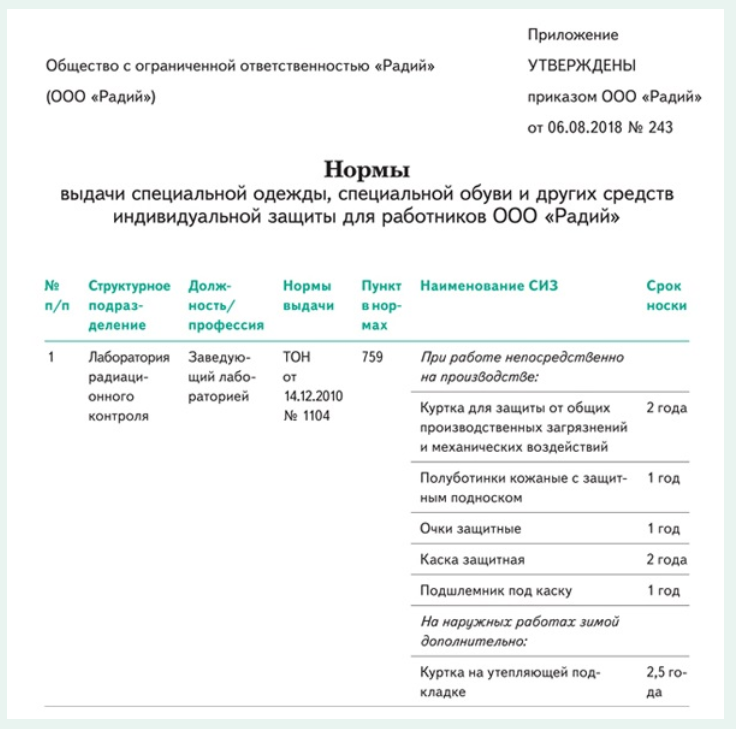 Приложение
Общество с ограниченной ответственностью «Радий»
УТВЕРЖДЕНЫ
(ООО «Радий»)
приказом ООО «Радий»
от 06.08.2018 № 243
Нормы
выдачи специальной одежды, специальной обуви и других средств
индивидуальной защиты для работников ООО «Радий»
№ п/п
Структурное
подраз-
деление
Долж-
ность/
профессия
Нормы
выдачи
Пункт
в нор-
мах
Наименование СИЗ
Срок
носки
1
Лаборатория
радиаци-
онного
контроля
Заведую-
щий лабо-
раторией
ТОН
от
14.12.2010
№ 1104
759
При работе непосредственно
на производстве:
Куртка для защиты от общих
производственных загрязнений
и механических воздействий
2 года
Полуботинки кожаные с защит-
ным подноском
1 год
Очки защитные
1 год
Каска защитная
2 года
Подшлемник под каску
1 год
На наружных работах зимой
дополнительно:
Куртка на утепляющей под-
кладке
2,5 го-
да